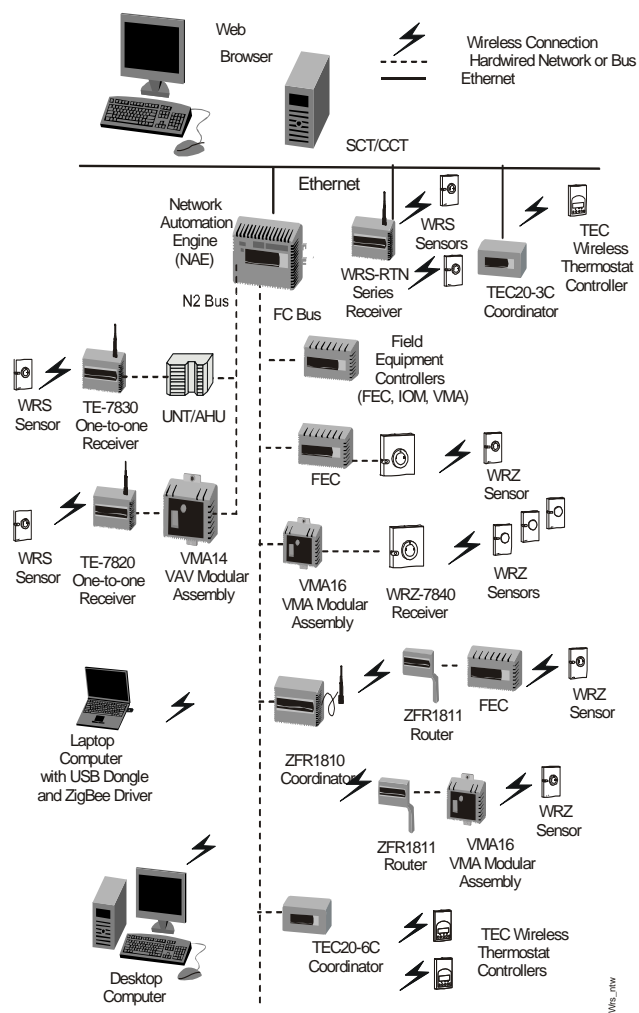 Web
Browser
Wireless Connection
Hardwired Network or Bus
Ethernet
SCT/CCT
Ethernet
Network
Automation
Engine
(NAE)
WRS
Sensors
WRS-RTN
Series
Receiver
TEC20-3C
Coordinator
TEC
Wireless
Thermostat
Controller
N2 Bus
FC Bus
Field
Equipment
Controllers
(FEC, IOM, VMA)
WRS
Sensor
TE-7830
One-to-one
Receiver
UNT/AHU
FEC
WRZ
Sensor
WRS
Sensor
TE-7820
One-to-one
Receiver
VMA14
VAV Modular
Assembly
VMA16
VMA Modular
Assembly
WRZ-7840
Receiver
WRZ
Sensors
ZFR1811
Router
FEC
WRZ
Sensor
Laptop
Computer
with USB Dongle
and ZigBee Driver
ZFR1810
Coordinator
ZFR1811
Router
VMA16
VMA Modular
Assembly
WRZ
Sensor
Desktop
Computer
TEC20-6C
Coordinator
TEC Wireless
Thermostat
Controllers
Wrs_ntw